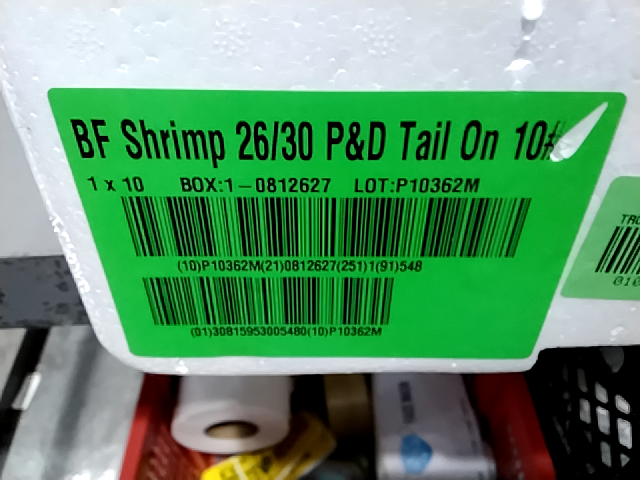 BF Shrimp 26/30 P&D Tail On 10#
1 x 10 BOX:1-0812627 LOT:P10362M
(10)P10362M(21)0812627(251)1(91)548
(01)30815953005480(10)P10362M
010